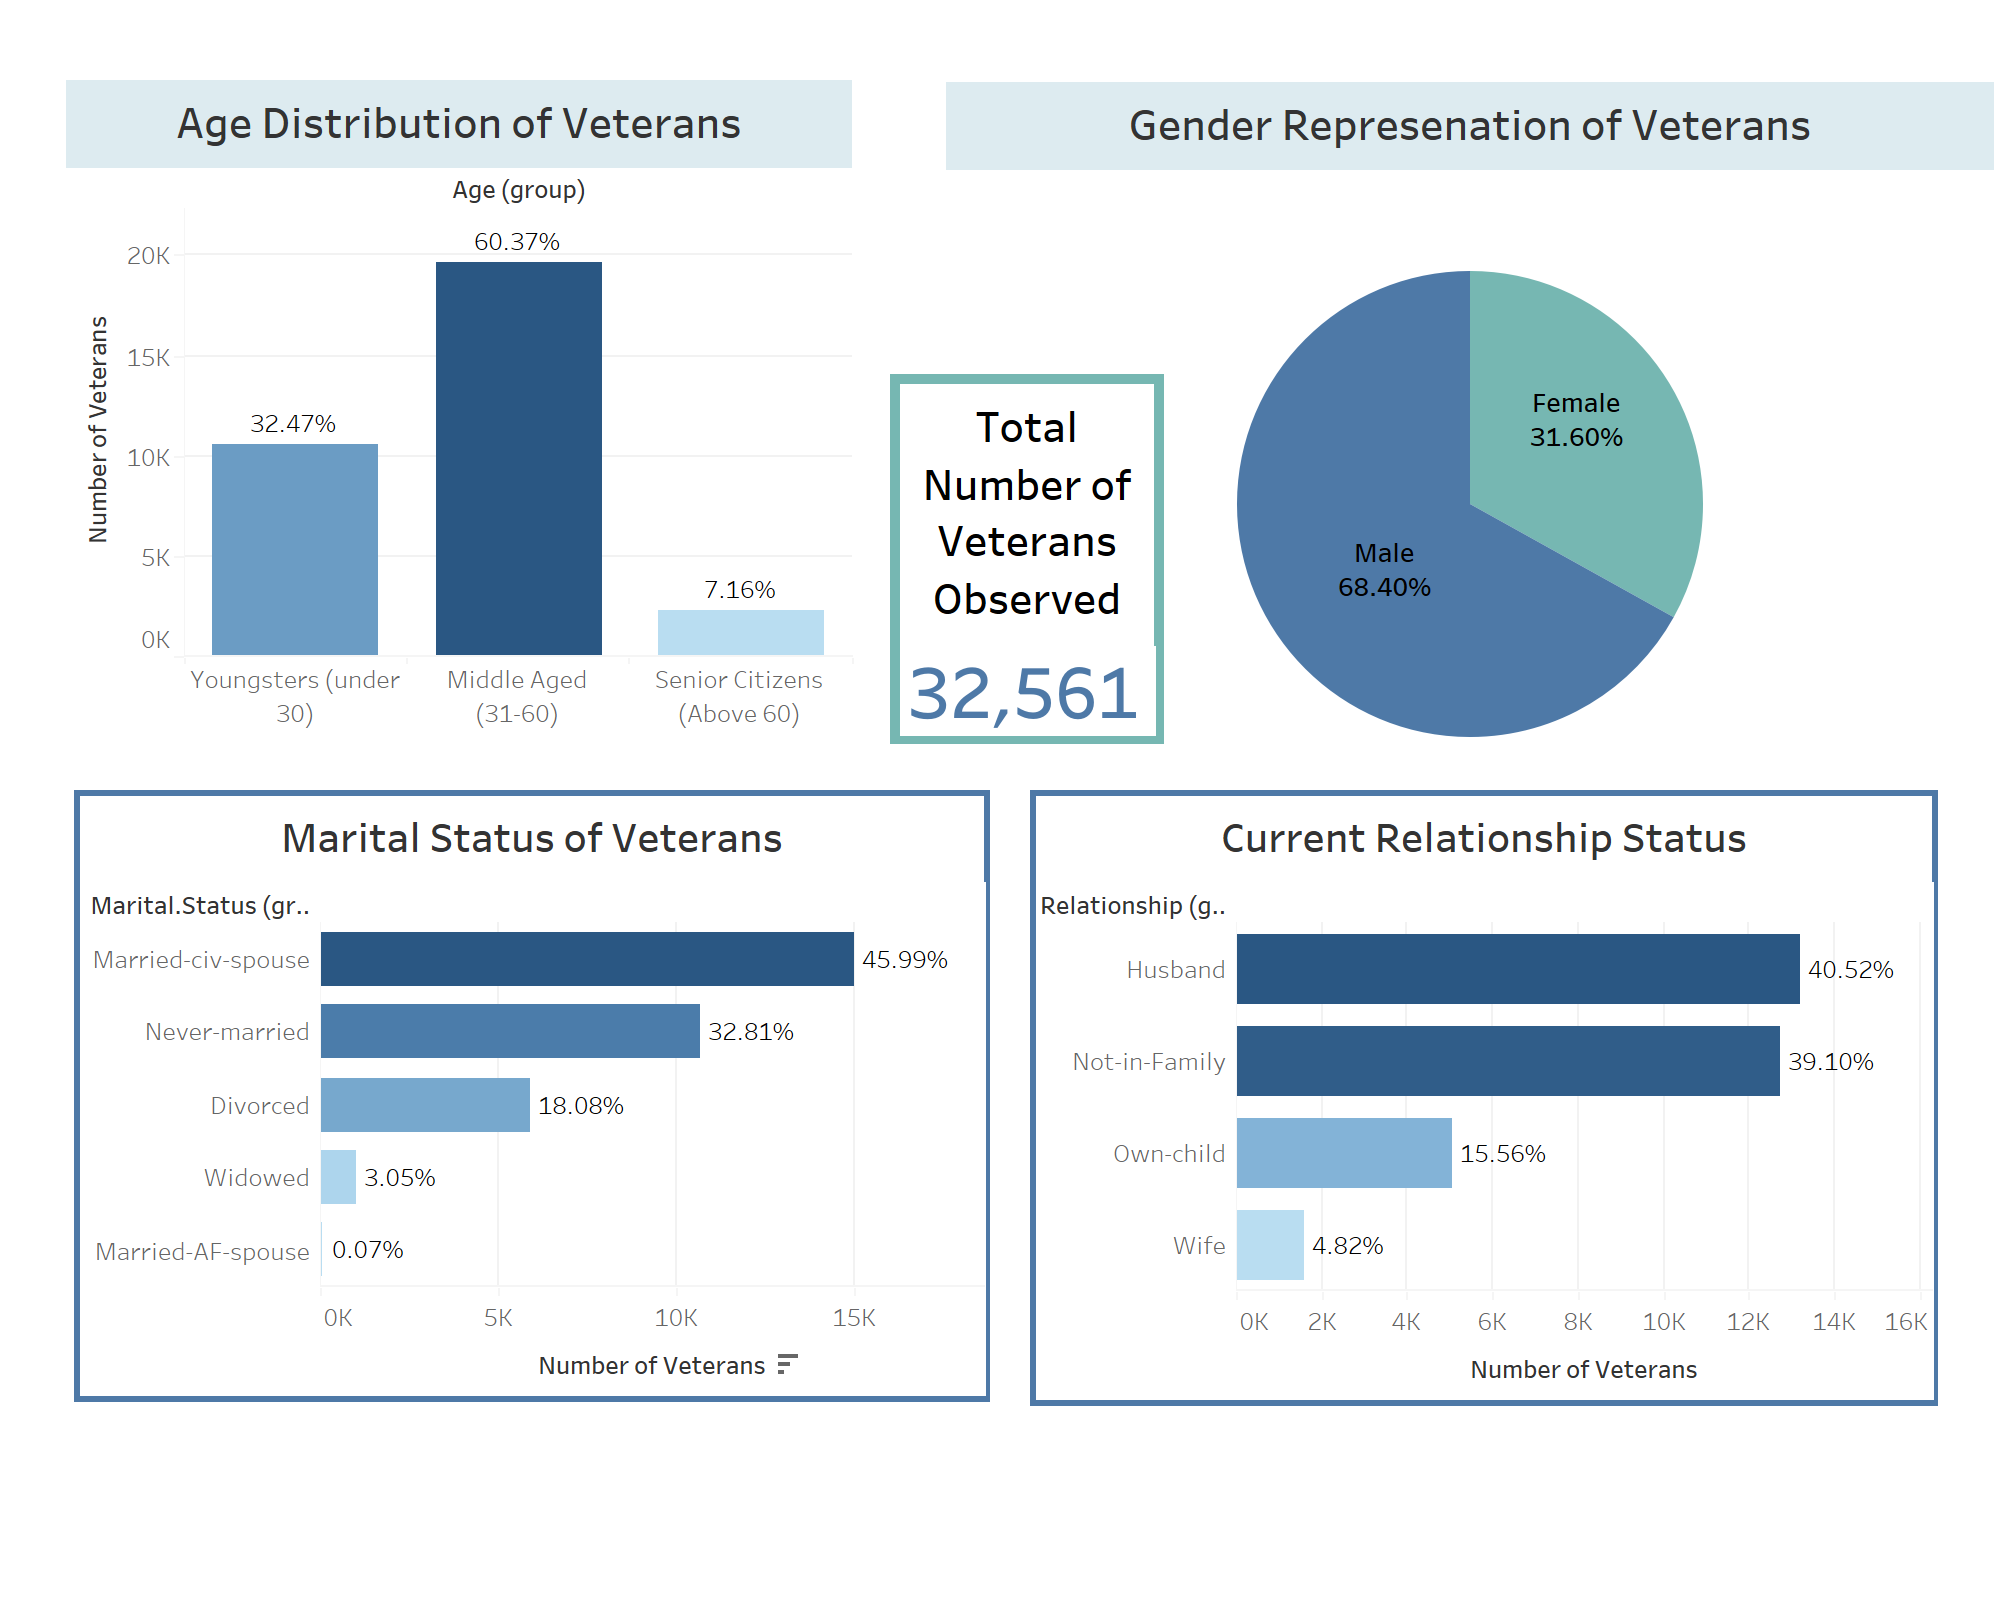 Age Distribution of Veterans
Age (group)
Number of Veterans
20K
15K
10K
5K
0K
32.47%
60.37%
7.16%
Youngsters (under
30)
Middle Aged
(31-60)
Senior Citizens
(Above 60)
Total
Number of
Veterans
Observed
32,561
Gender Represenation of Veterans
Female
31.60%
Male
68.40%
Marital Status of Veterans
Marital.Status (gr..
Married-civ-spouse
45.99%
Never-married
32.81%
Divorced
18.08%
Widowed
3.05%
Married-AF-spouse
0.07%
0K
5K
10K
15K
Number of Veterans
Current Relationship Status
Relationship (g..
Husband
40.52%
Not-in-Family
39.10%
Own-child
15.56%
Wife
4.82%
0K
2K
4K
6K
8K
10K
12K
14K
16K
Number of Veterans